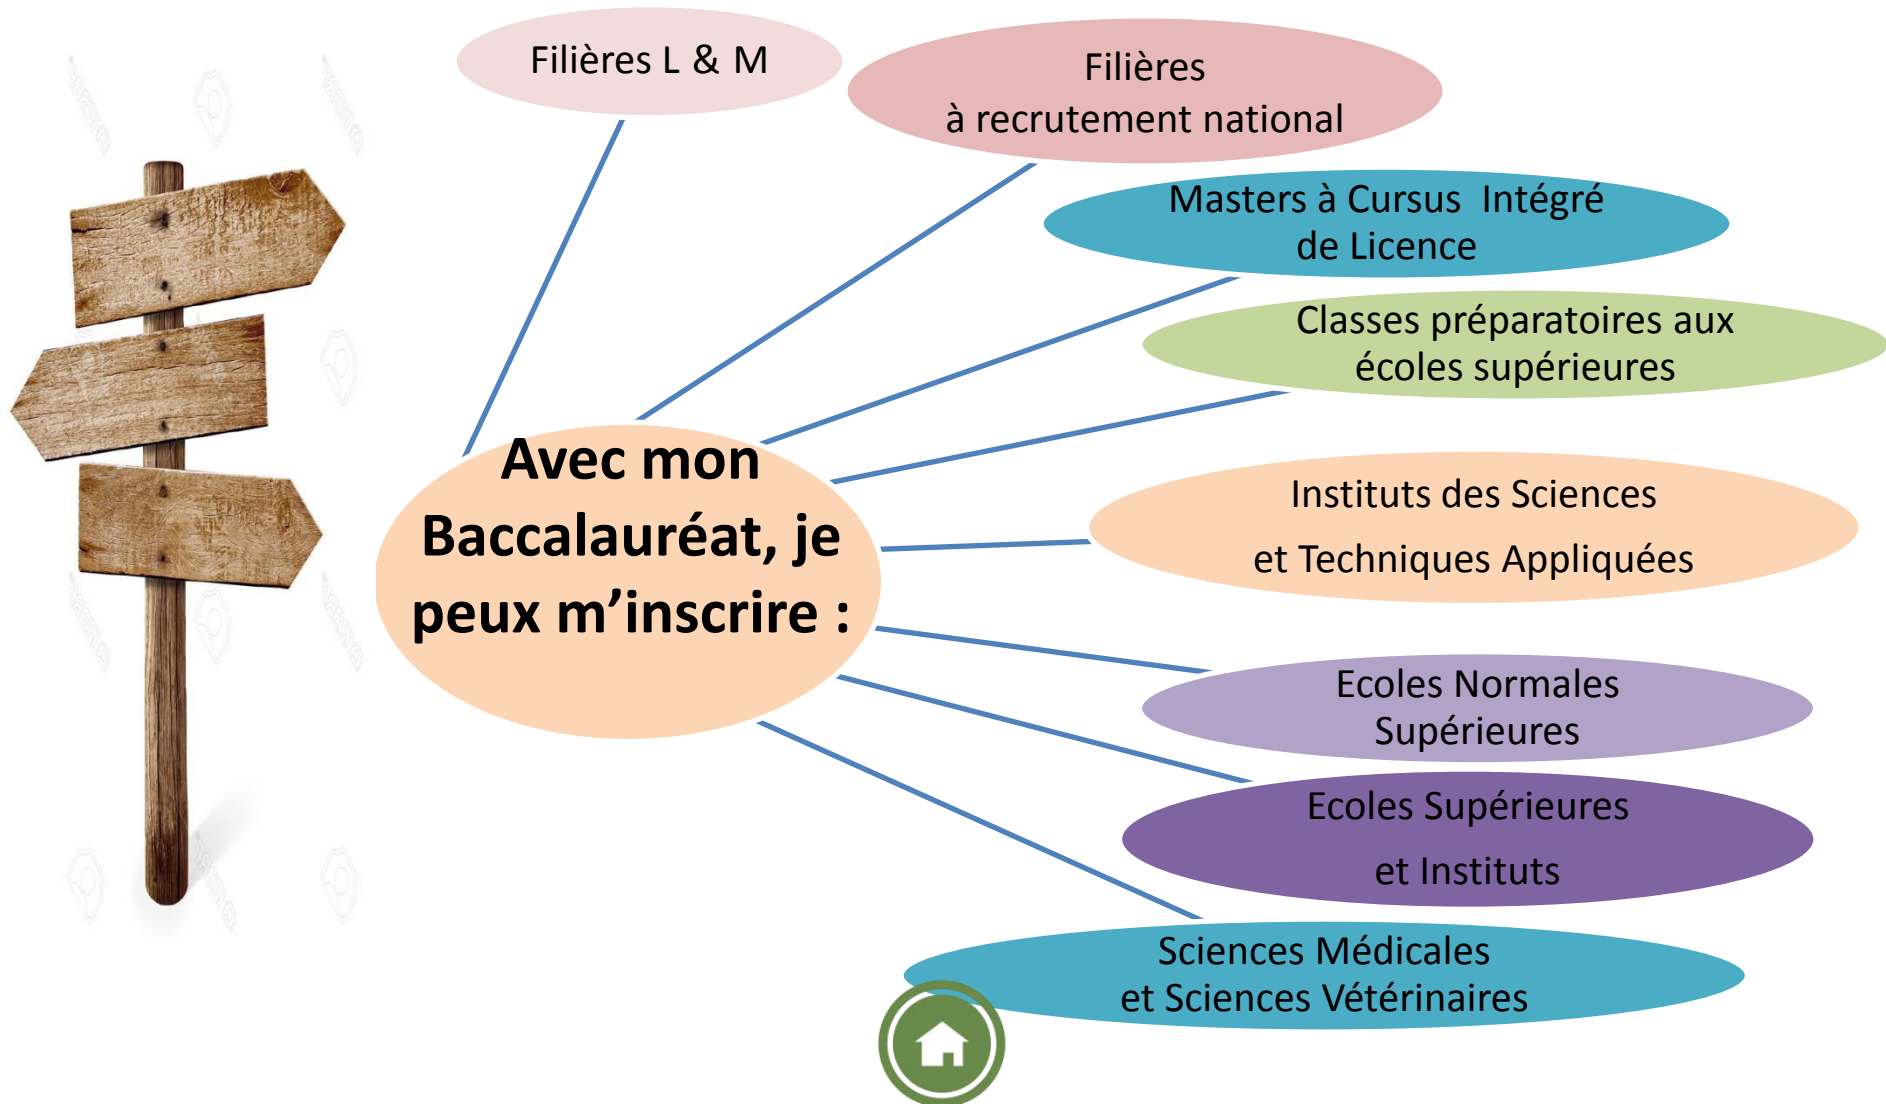 Filières L & M
Filières
à recrutement national
Masters à Cursus Intégré
de Licence
Classes préparatoires aux
écoles supérieures
Avec mon
Baccalauréat, je
peux m’inscrire :
Instituts des Sciences
et Techniques Appliquées
Ecoles Normales
Supérieures
Ecoles Supérieures
et Instituts
Sciences Médicales
et Sciences Vétérinaires